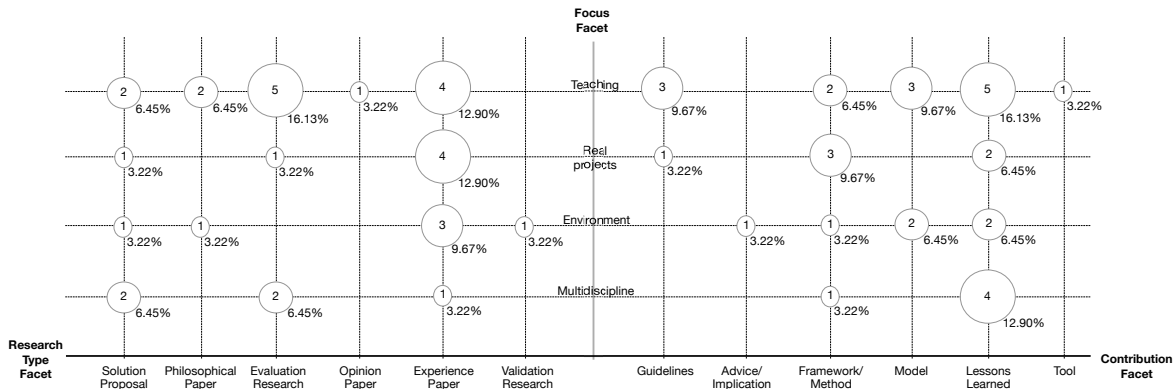 Focus
Facet
Teaching
2
6.45%
2
6.45%
5
16.13%
1
3.22%
4
12.90%
3
9.67%
2
6.45%
3
9.67%
5
16.13%
1
3.22%
Real
projects
1
3.22%
1
3.22%
4
12.90%
1
3.22%
3
9.67%
2
6.45%
Environment
1
3.22%
1
3.22%
3
9.67%
1
3.22%
1
3.22%
1
3.22%
2
6.45%
2
6.45%
Multidiscipline
2
6.45%
2
6.45%
1
3.22%
1
3.22%
4
12.90%
Research
Type
Facet
Solution
Proposal
Philosophical
Paper
Evaluation
Research
Opinion
Paper
Experience
Paper
Validation
Research
Guidelines
Advice/
Implication
Framework/
Method
Model
Lessons
Learned
Tool
Contribution
Facet